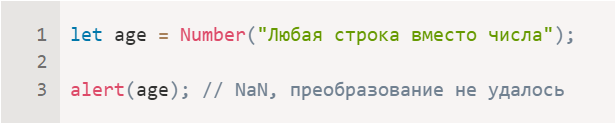 1 let age = Number("Любая строка вместо числа");
2
3 alert(age); // NaN, преобразование не удалось